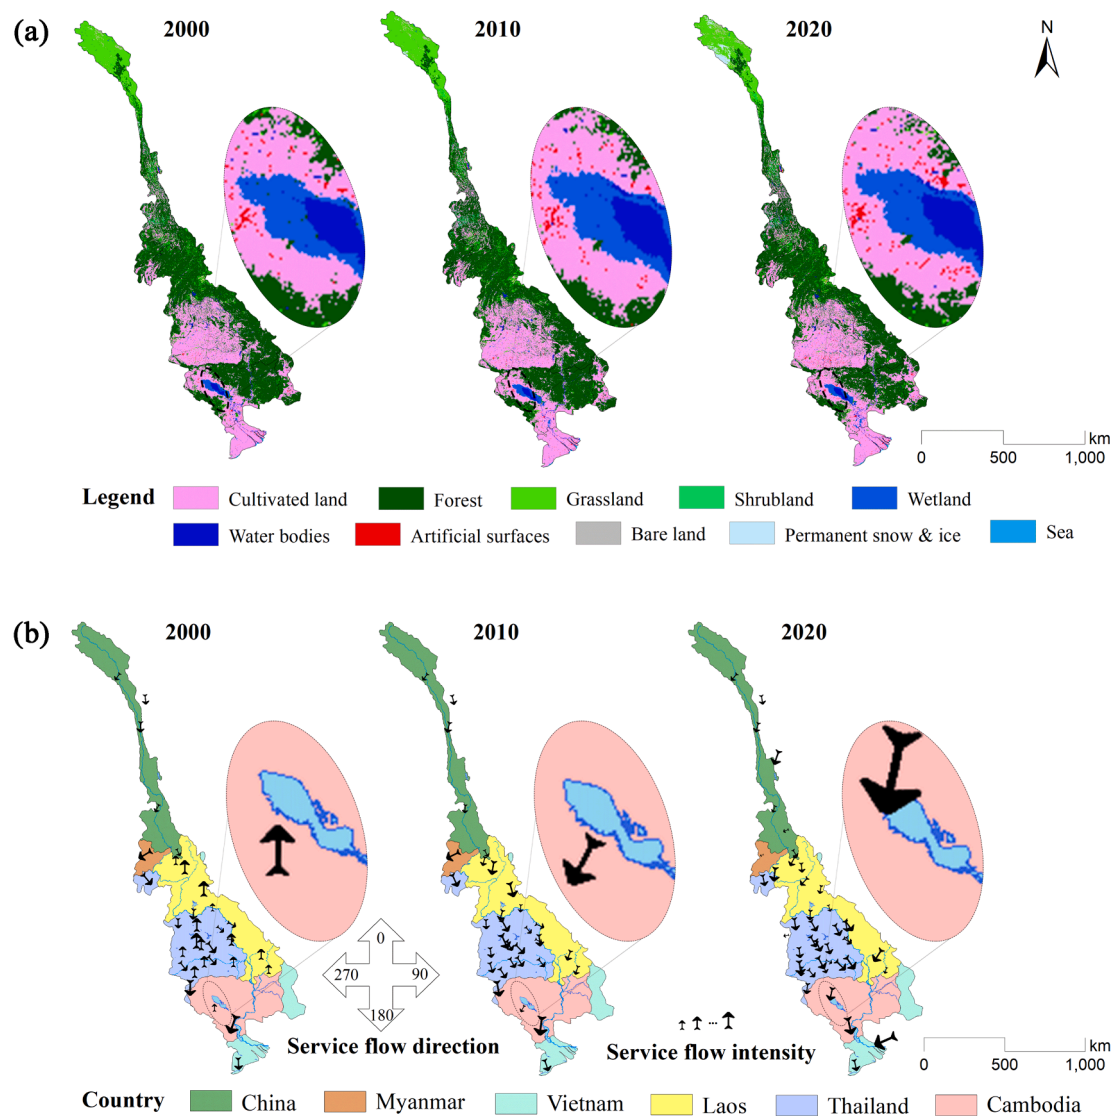 (a) 2000 2010 2020 N
km
0 500 1,000
Legend Cultivated land Forest Grassland Shrubland Wetland
Water bodies Artificial surfaces Bare land Permanent snow & ice Sea
(b) 2000 2010 2020
0
270 90
180
Service flow direction
...
Service flow intensity
km
0 500 1,000
Country China Myanmar Vietnam Laos Thailand Cambodia